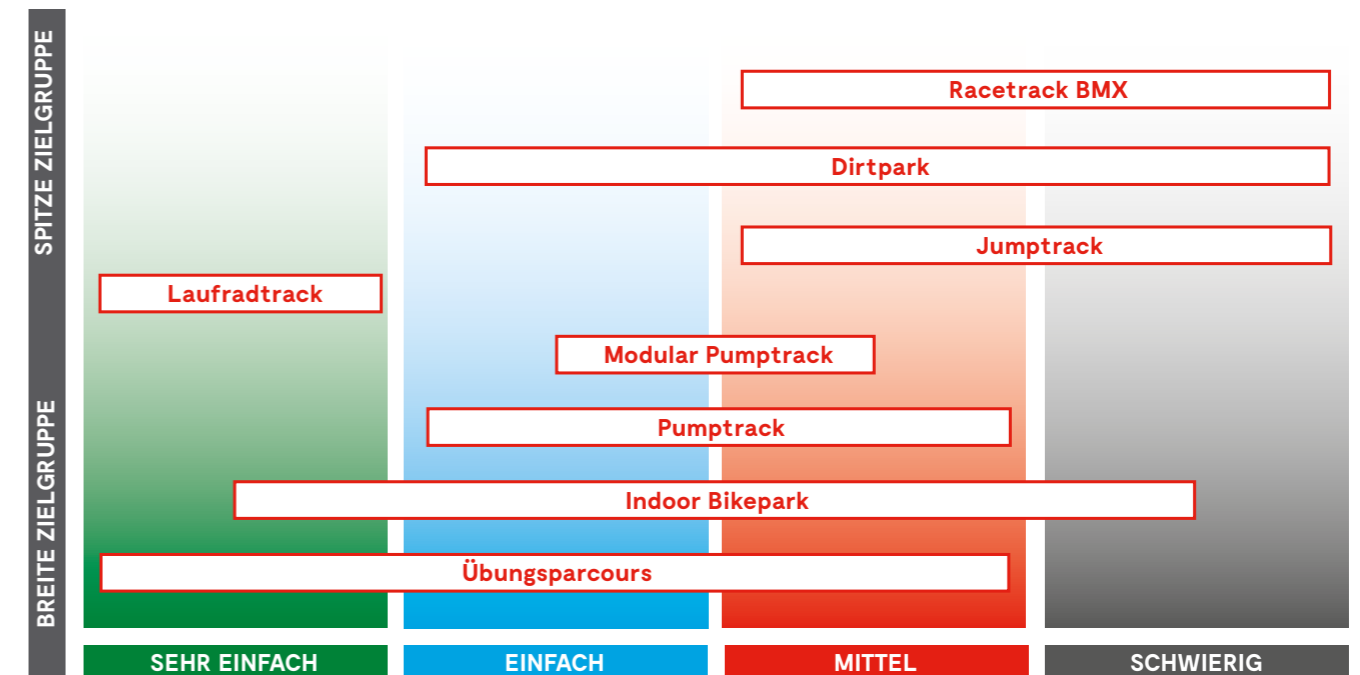 SPITZE ZIELGRUPPE
BREITE ZIELGRUPPE
Racetrack BMX
Dirtpark
Jumptrack
Laufradtrack
Modular Pumptrack
Pumptrack
Indoor Bikepark
Übungsparcours
SEHR EINFACH
EINFACH
MITTEL
SCHWIERIG